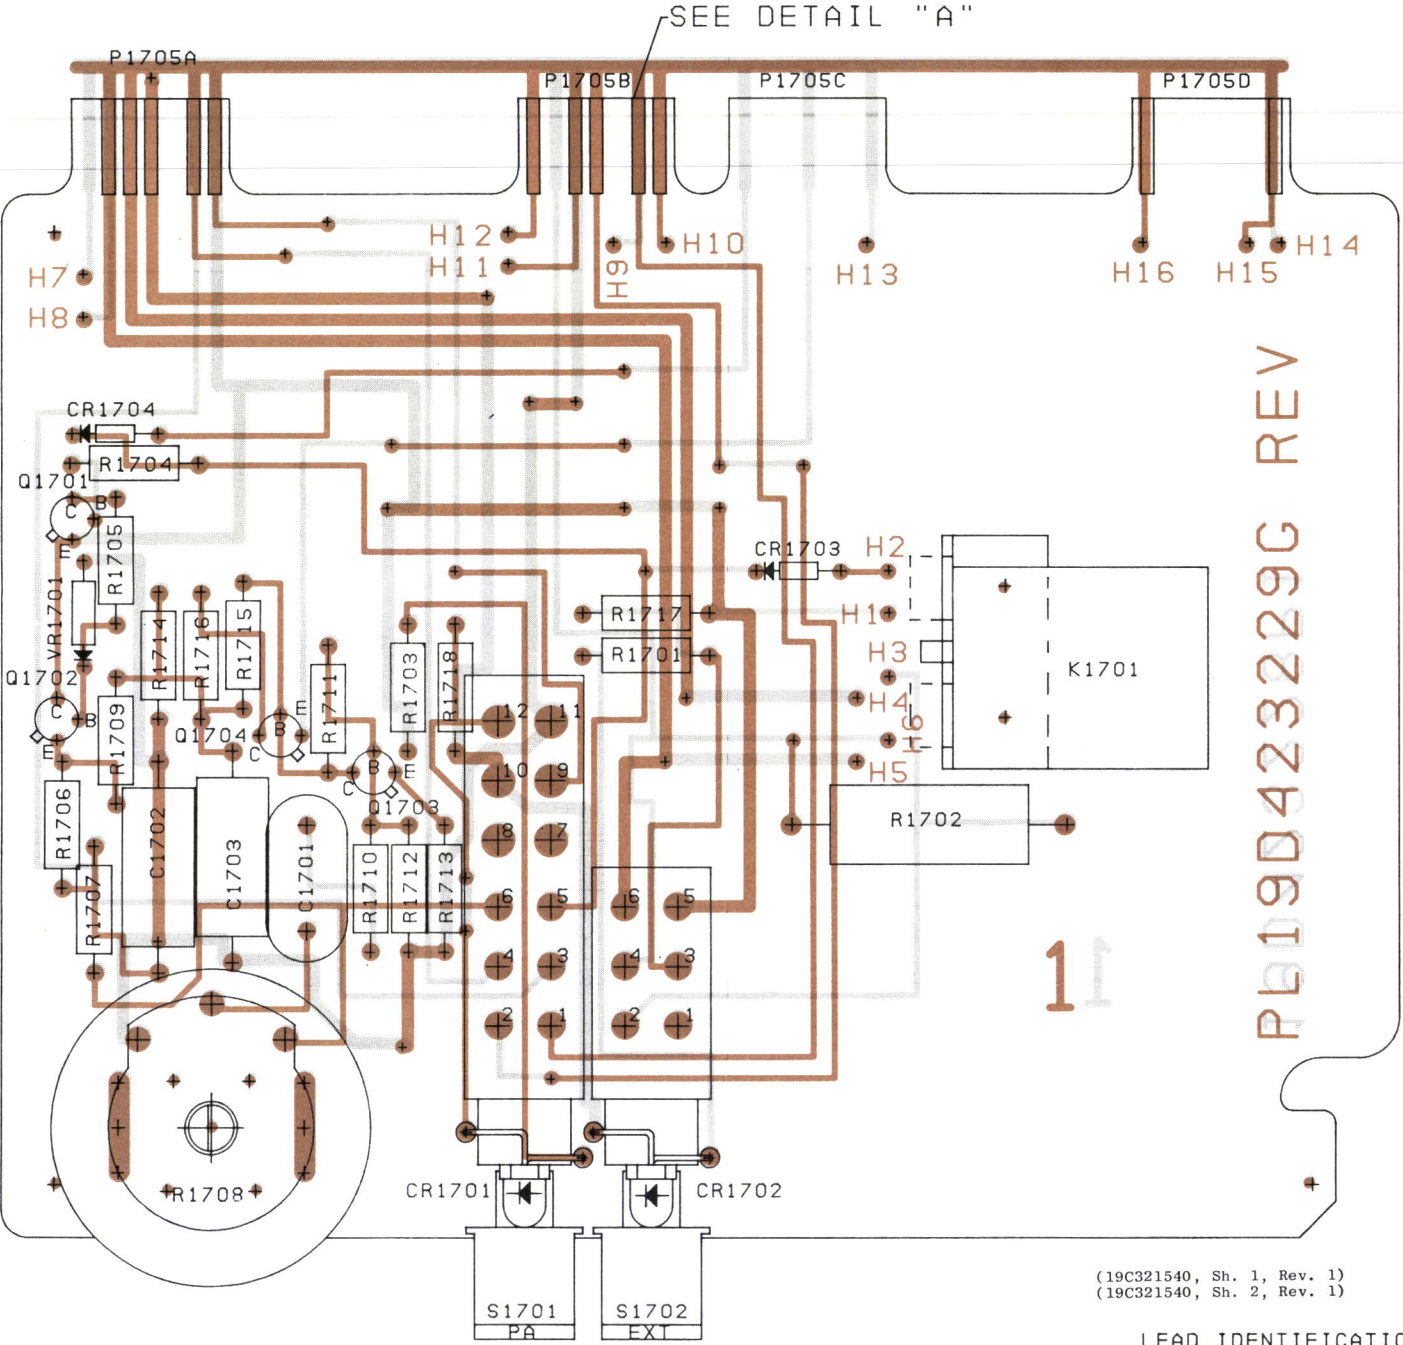 SEE DETAIL "A"
P1705A
P1705B
P1705C
P1705D
H12
H10
H11
H9
H7
H8
H13
H16
H15
H14
CR1704
R1704
Q1701
C
B
E
R1705
VR1701
CR1703
H2
H1
H3
H4
H6
H5
K1701
R1717
R1701
R1714
R1716
R1715
R1711
R1703
R1718
Q1702
C
B
E
R1709
Q1704
E
B
C
B
C
E
Q1703
R1706
C1702
C1703
C1701
R1710
R1712
R1713
R1707
R1702
12
11
10
9
8
7
6
5
4
3
2
1
6
5
4
3
2
1
1
PL19D423229G REV
R1708
CR1701
CR1702
S1701
PA
S1702
EXT
(19C321540, Sh. 1, Rev. 1)
(19C321540, Sh. 2, Rev. 1)